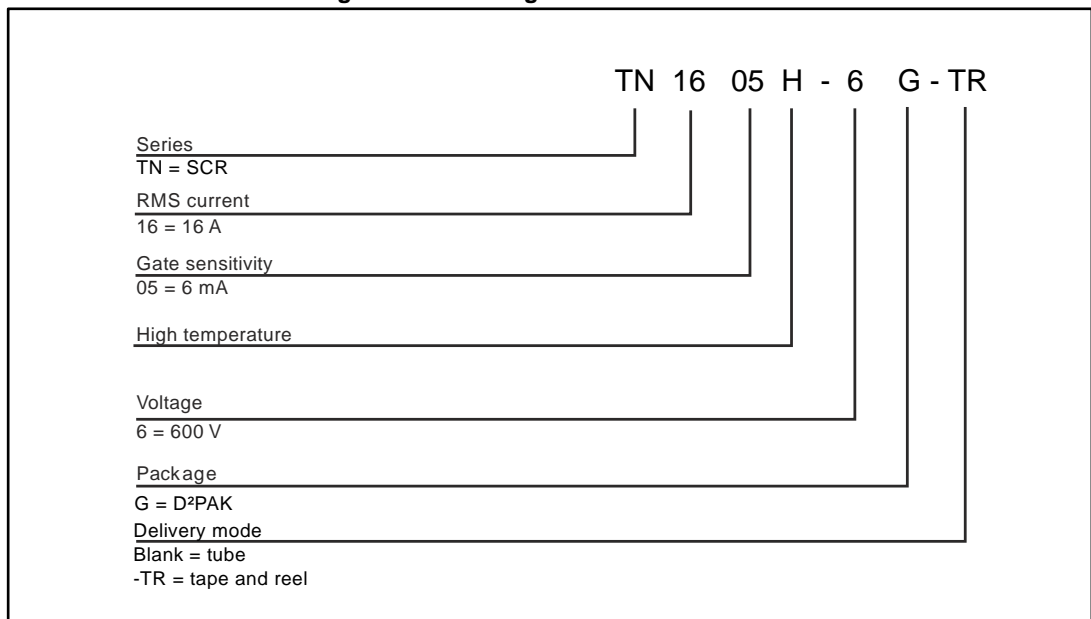 TN 16 05 H - 6 G - TR
Series
TN = SCR
RMS current
16 = 16 A
Gate sensitivity
05 = 6 mA
High temperature
Voltage
6 = 600 V
Package
G = D²PAK
Delivery mode
Blank = tube
-TR = tape and reel